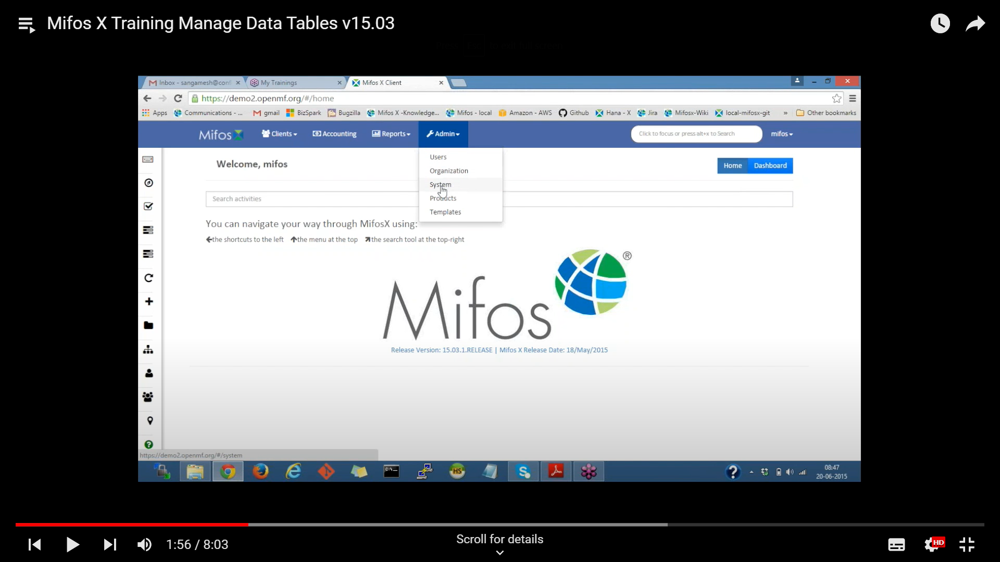 Mifos X Training Manage Data Tables v15.03
Inbox - sangamesh@conf
My Trainings
Mifos X Client
https://demo2.openmf.org/#/home
Apps
Communications - ...
gmail
BizSpark
Bugzilla
Mifos X -Knowledge...
Mifos - local
Amazon - AWS
Github
Hana - X
Jira
Mifosx-Wiki
local-mifosx-git
»
Other bookmarks
Mifos
Clients
Accounting
Reports
Admin
Click to focus or press alt+x to Search
mifos
Users
Organization
System
Products
Templates
Welcome, mifos
Home
Dashboard
Search activities
You can navigate your way through MifosX using:
the shortcuts to the left
the menu at the top
the search tool at the top-right
Mifos ®
Release Version: 15.03.1.RELEASE | Mifos X Release Date: 18/May/2015
https://demo2.openmf.org/#/system
C:\_
HS
08:47
20-06-2015
1:56 / 8:03
Scroll for details
HD